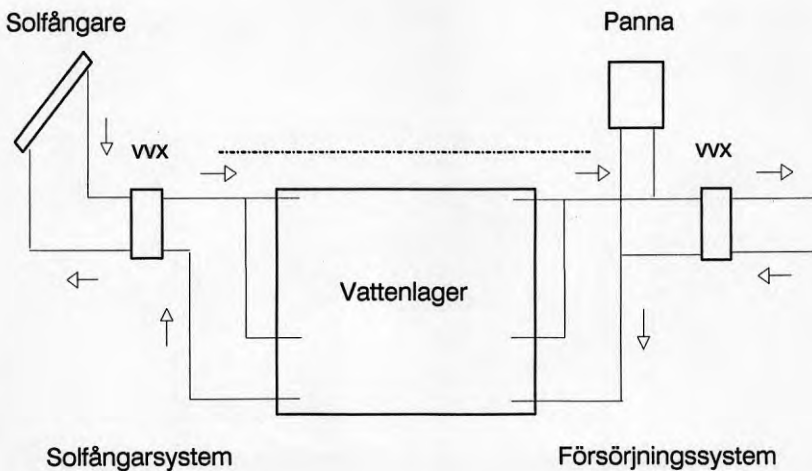 Solfångare
Panna
VVX
VVX
Vattenlager
Solfångarsystem
Försörjningssystem